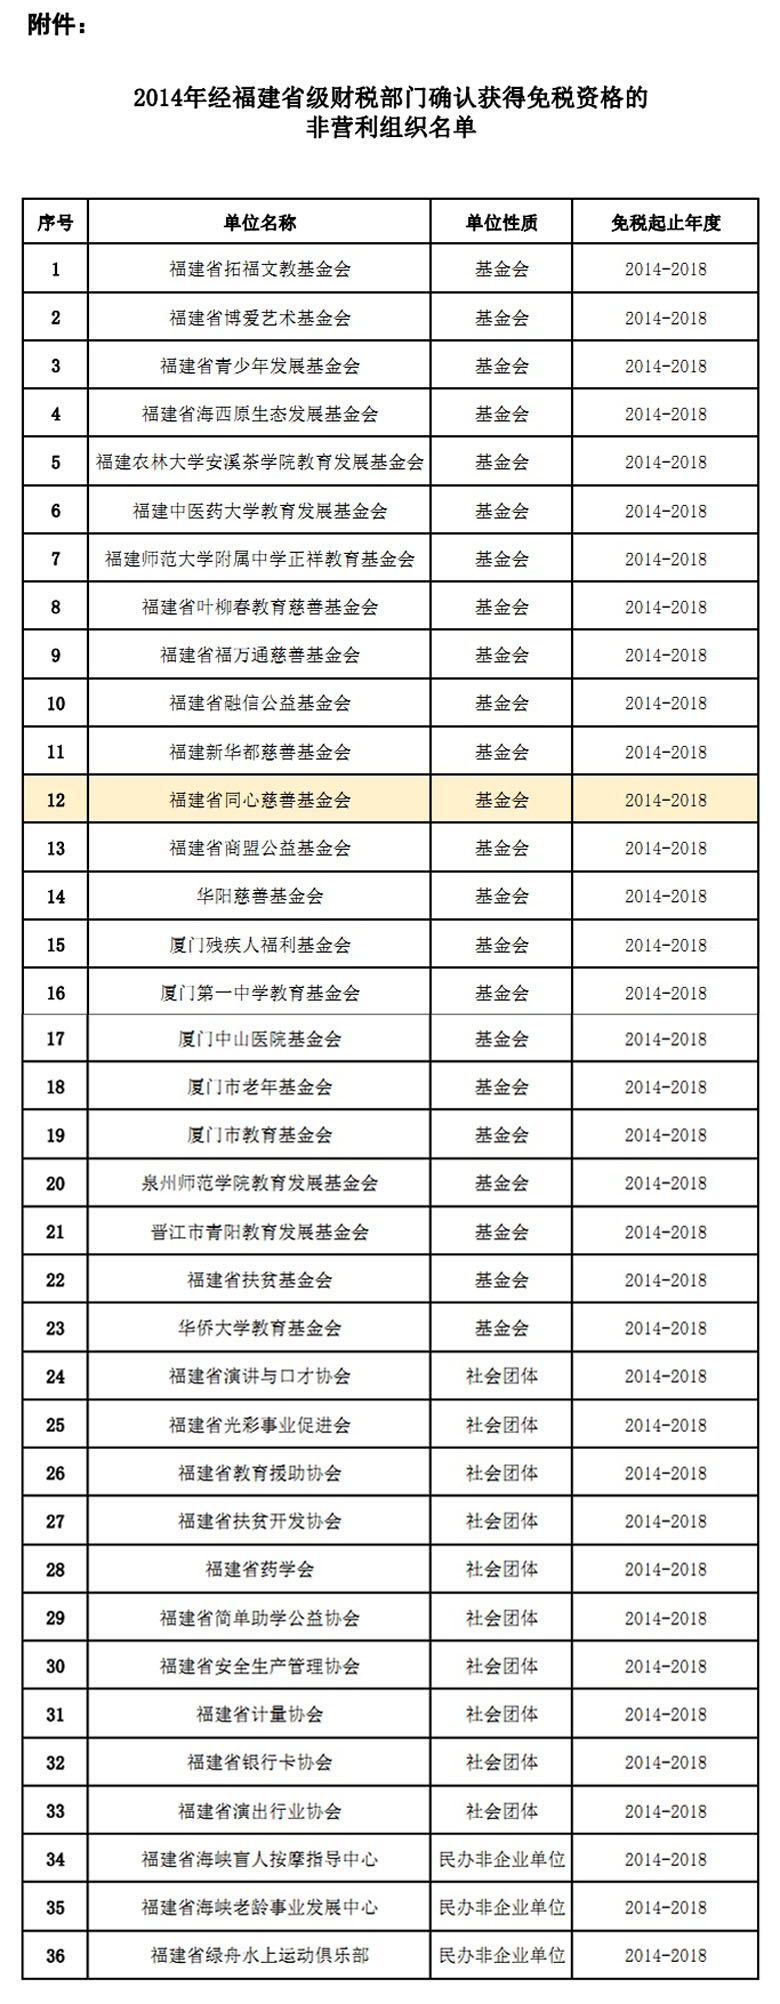 附件：
2014年经福建省级财税部门确认获得免税资格的
非营利组织名单
序号 单位名称 单位性质 免税起止年度
1 福建省拓福文教基金会 基金会 2014-2018
2 福建省博爱艺术基金会 基金会 2014-2018
3 福建省青少年发展基金会 基金会 2014-2018
4 福建省海西原生态发展基金会 基金会 2014-2018
5 福建农林大学安溪茶学院教育发展基金会 基金会 2014-2018
6 福建中医药大学教育发展基金会 基金会 2014-2018
7 福建师范大学附属中学正祥教育基金会 基金会 2014-2018
8 福建省叶柳春教育慈善基金会 基金会 2014-2018
9 福建省福万通慈善基金会 基金会 2014-2018
10 福建省融信公益基金会 基金会 2014-2018
11 福建新华都慈善基金会 基金会 2014-2018
12 福建省同心慈善基金会 基金会 2014-2018
13 福建省商盟公益基金会 基金会 2014-2018
14 华阳慈善基金会 基金会 2014-2018
15 厦门残疾人福利基金会 基金会 2014-2018
16 厦门第一中学教育基金会 基金会 2014-2018
17 厦门中山医院基金会 基金会 2014-2018
18 厦门市老年基金会 基金会 2014-2018
19 厦门市教育基金会 基金会 2014-2018
20 泉州师范学院教育发展基金会 基金会 2014-2018
21 晋江市青阳教育发展基金会 基金会 2014-2018
22 福建省扶贫基金会 基金会 2014-2018
23 华侨大学教育基金会 基金会 2014-2018
24 福建省演讲与口才协会 社会团体 2014-2018
25 福建省光彩事业促进会 社会团体 2014-2018
26 福建省教育援助协会 社会团体 2014-2018
27 福建省扶贫开发协会 社会团体 2014-2018
28 福建省药学会 社会团体 2014-2018
29 福建省简单助学公益协会 社会团体 2014-2018
30 福建省安全生产管理协会 社会团体 2014-2018
31 福建省计量协会 社会团体 2014-2018
32 福建省银行卡协会 社会团体 2014-2018
33 福建省演出行业协会 社会团体 2014-2018
34 福建省海峡盲人按摩指导中心 民办非企业单位 2014-2018
35 福建省海峡老龄事业发展中心 民办非企业单位 2014-2018
36 福建省绿舟水上运动俱乐部 民办非企业单位 2014-2018